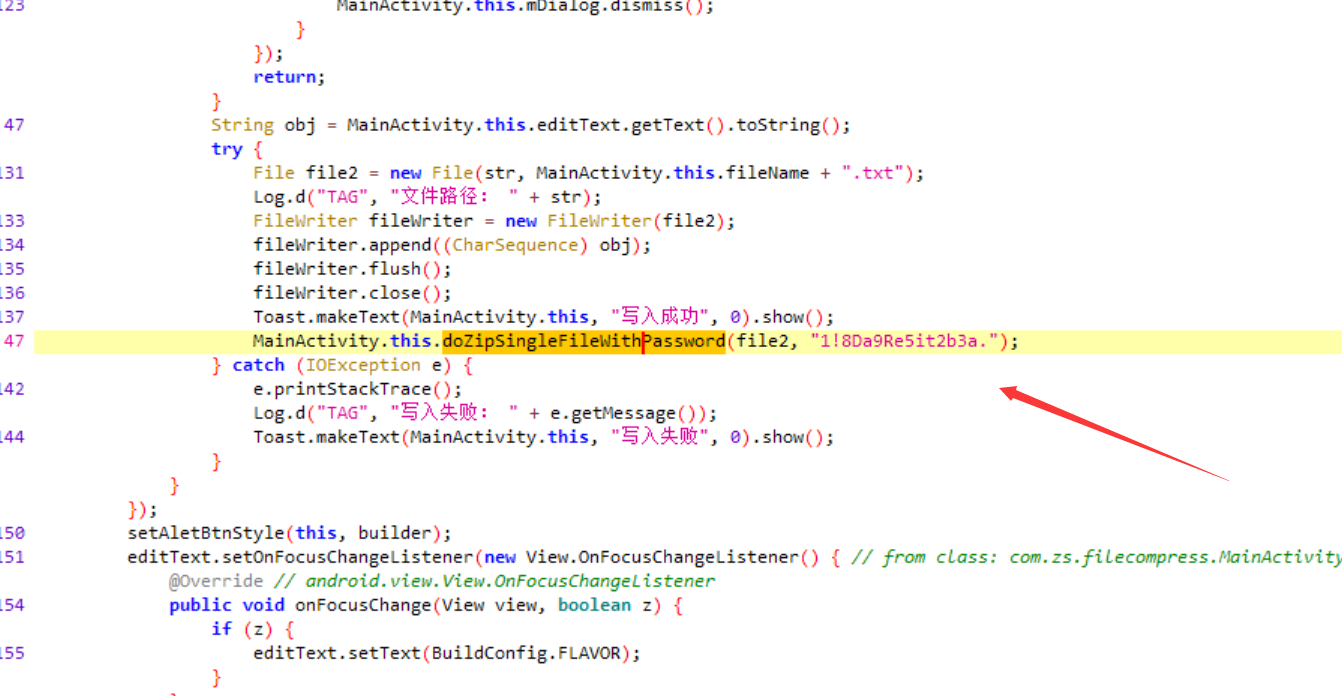 123 MainActivity.this.mDialog.dismiss();
}
});
return;
}
47 String obj = MainActivity.this.editText.getText().toString();
try {
131 File file2 = new File(str, MainActivity.this.fileName + ".txt");
Log.d("TAG", "文件路径： " + str);
133 FileWriter fileWriter = new FileWriter(file2);
134 fileWriter.append((CharSequence) obj);
135 fileWriter.flush();
136 fileWriter.close();
137 Toast.makeText(MainActivity.this, "写入成功", 0).show();
47 MainActivity.this.doZipSingleFileWithPassword(file2, "1!8Da9Re5it2b3a.");
} catch (IOException e) {
142 e.printStackTrace();
Log.d("TAG", "写入失败： " + e.getMessage());
144 Toast.makeText(MainActivity.this, "写入失败", 0).show();
}
}
});
150 setAletBtnStyle(this, builder);
151 editText.setOnFocusChangeListener(new View.OnFocusChangeListener() { // from class: com.zs.filecompress.MainActivity
@Override // android.view.View.OnFocusChangeListener
154 public void onFocusChange(View view, boolean z) {
if (z) {
155 editText.setText(BuildConfig.FLAVOR);
}